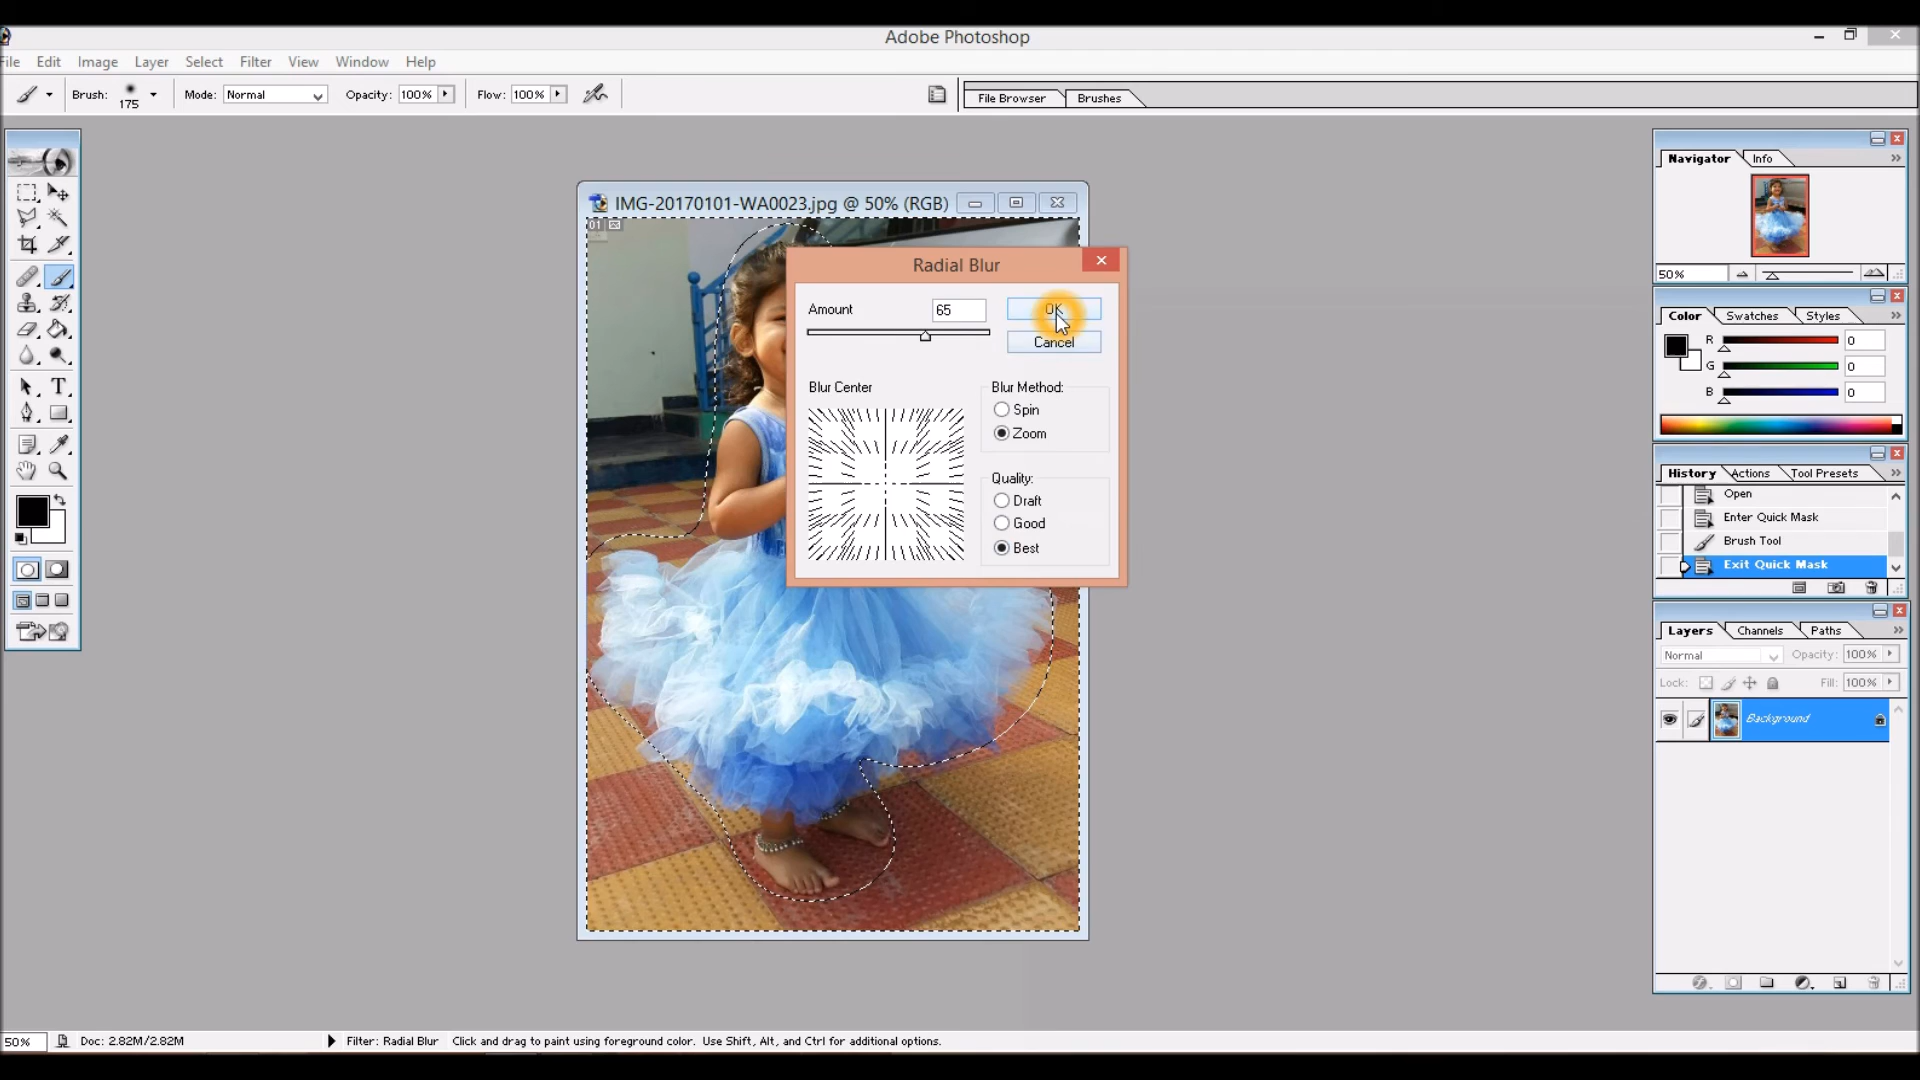 Adobe Photoshop
File Edit Image Layer Select Filter View Window Help
Brush: 175 Mode: Normal Opacity: 100% Flow: 100% File Browser Brushes
Navigator Info
50%
IMG-20170101-WA0023.jpg @ 50% (RGB)
01
Radial Blur
Amount 65 OK
Cancel
Blur Center
Blur Method:
Spin
Zoom
Quality:
Draft
Good
Best
Color Swatches Styles
R 0
G 0
B 0
History Actions Tool Presets
Open
Enter Quick Mask
Brush Tool
Exit Quick Mask
Layers Channels Paths
Normal Opacity: 100%
Lock: Fill: 100%
Background
T
50% Doc: 2.82M/2.82M Filter: Radial Blur Click and drag to paint using foreground color. Use Shift, Alt, and Ctrl for additional options.